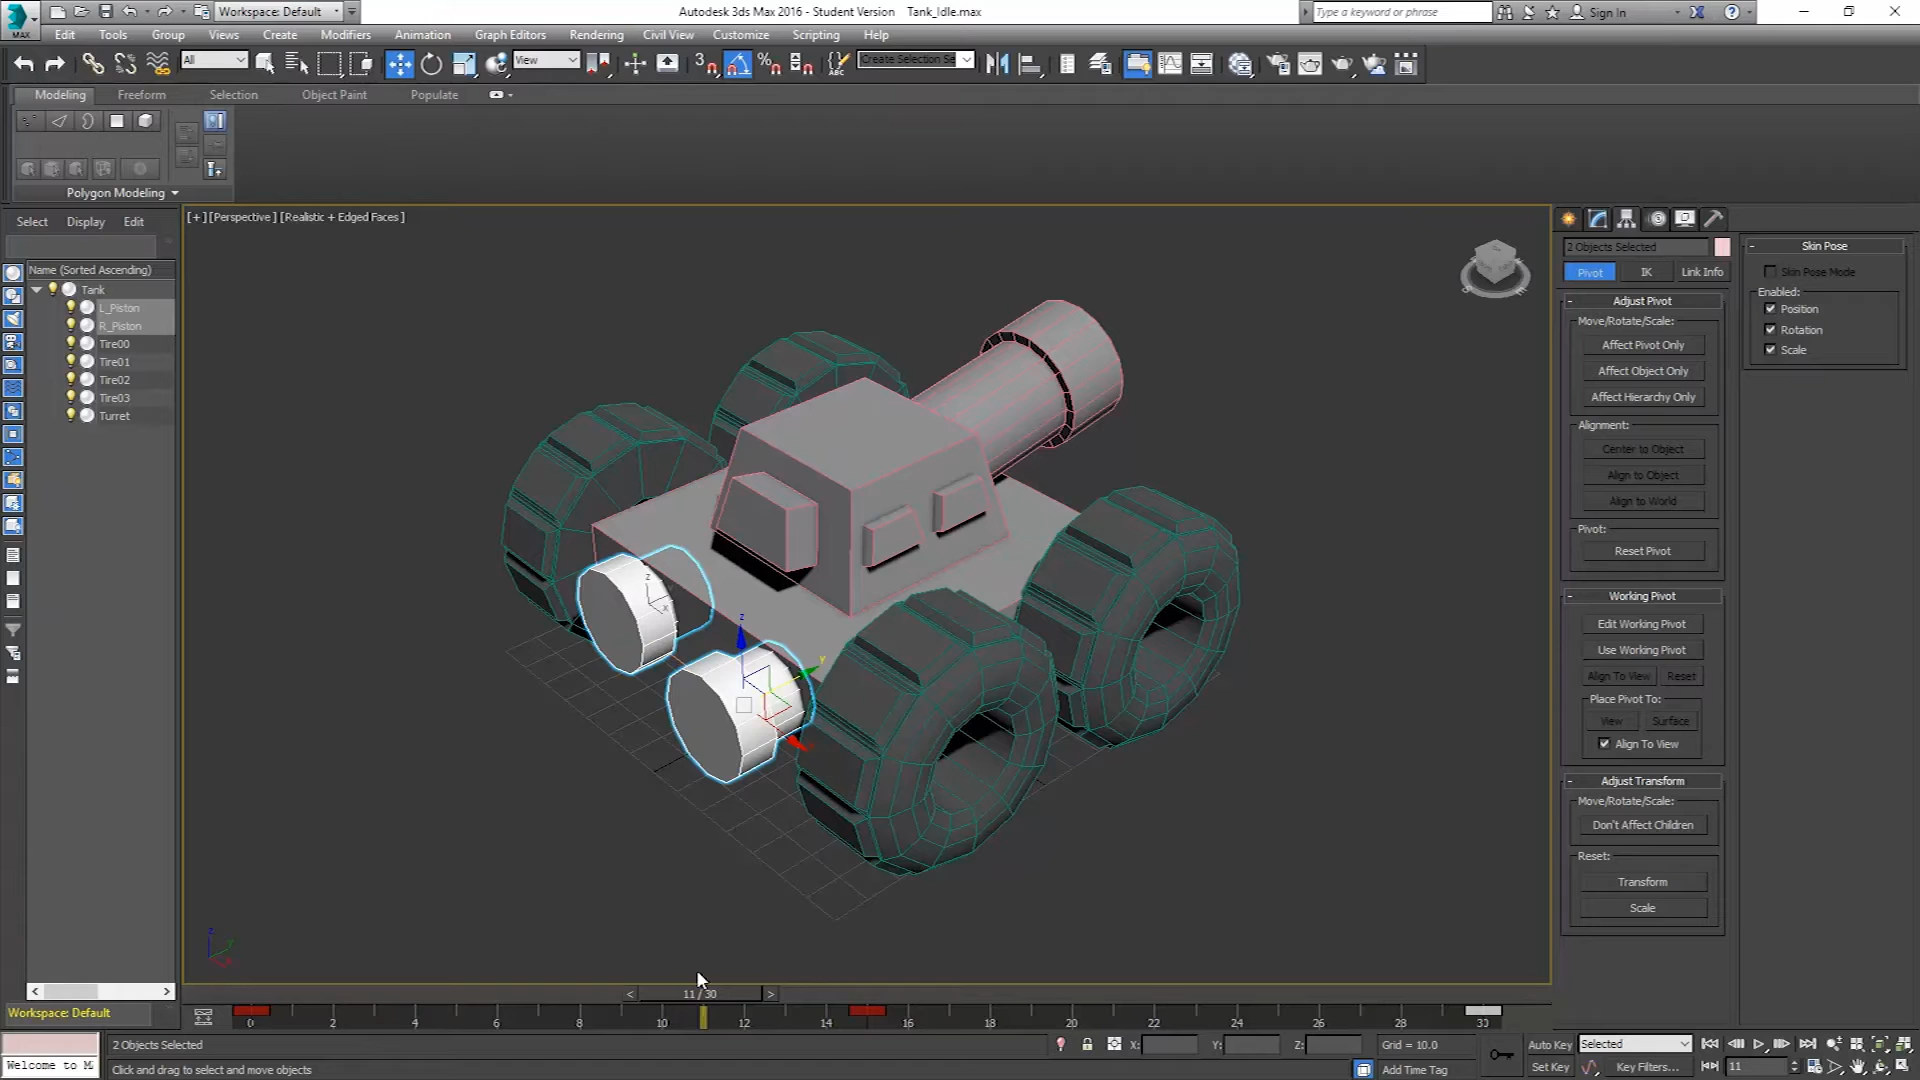 Workspace: Default
Autodesk 3ds Max 2016 - Student Version Tank_Idle.max
Type a keyword or phrase
Sign In
MAX
Edit Tools Group Views Create Modifiers Animation Graph Editors Rendering Civil View Customize Scripting Help
All
View
3
ABC
Create Selection Se
Modeling Freeform Selection Object Paint Populate
Polygon Modeling
Select Display Edit
[+] [Perspective] [Realistic + Edged Faces]
Name (Sorted Ascending)
Tank
L_Piston
R_Piston
Tire00
Tire01
Tire02
Tire03
Turret
2 Objects Selected
Pivot IK Link Info
Adjust Pivot
Move/Rotate/Scale:
Affect Pivot Only
Affect Object Only
Affect Hierarchy Only
Alignment:
Center to Object
Align to Object
Align to World
Pivot:
Reset Pivot
Working Pivot
Edit Working Pivot
Use Working Pivot
Align To View Reset
Place Pivot To:
View Surface
Align To View
Adjust Transform
Move/Rotate/Scale:
Don't Affect Children
Reset:
Transform
Scale
Skin Pose
Skin Pose Mode
Enabled:
Position
Rotation
Scale
z
x
z
y
z
y
< 11 / 30 >
Workspace: Default
0 2 4 6 8 10 12 14 16 18 20 22 24 26 28 30
2 Objects Selected
X: Y: Z: Grid = 10.0
Auto Key Selected
Welcome to M
Click and drag to select and move objects
Add Time Tag
Set Key Key Filters... 11